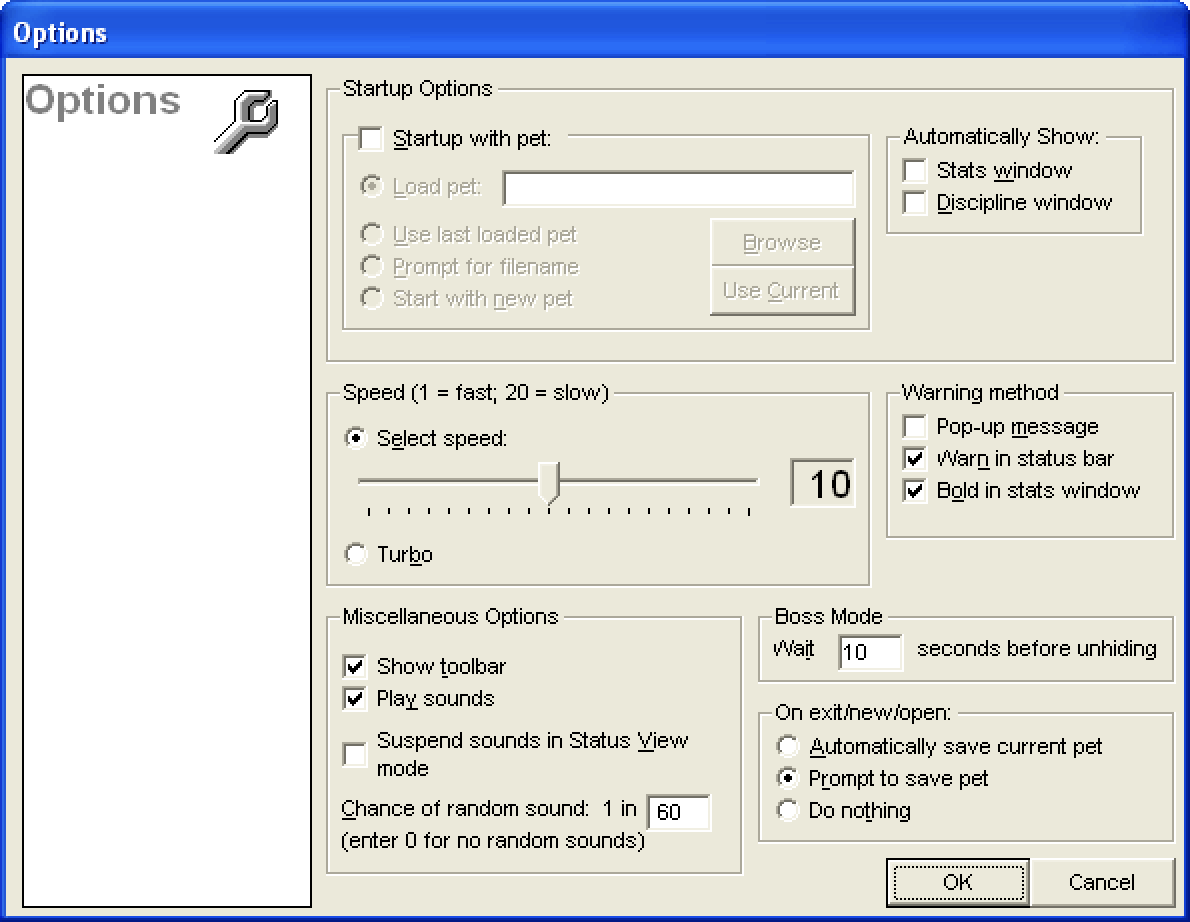 Options
Options
Startup Options
Startup with pet:
Load pet:
Use last loaded pet
Prompt for filename
Start with new pet
Browse
Use Current
Automatically Show:
Stats window
Discipline window
Speed (1 = fast; 20 = slow)
Select speed:
10
Turbo
Warning method
Pop-up message
Warn in status bar
Bold in stats window
Miscellaneous Options
Show toolbar
Play sounds
Suspend sounds in Status View
mode
Chance of random sound: 1 in 60
(enter 0 for no random sounds)
Boss Mode
Wait 10 seconds before unhiding
On exit/new/open:
Automatically save current pet
Prompt to save pet
Do nothing
OK
Cancel